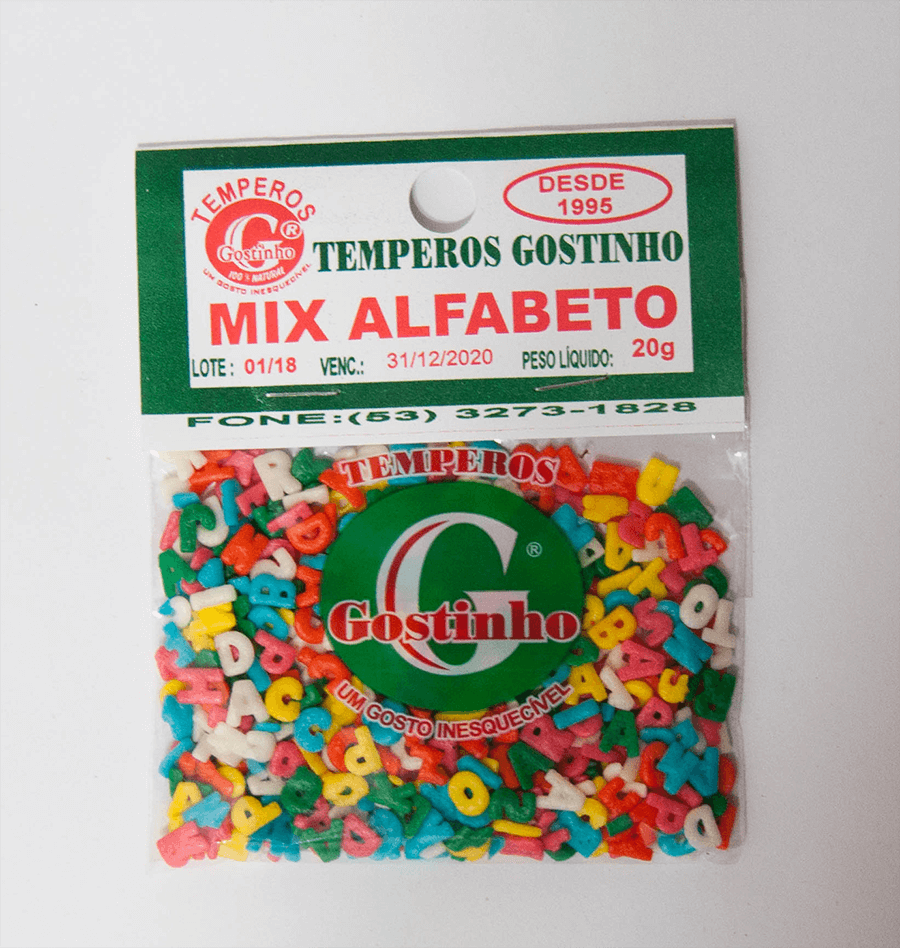 TEMPEROS
G®
Gostinho
100% NATURAL
UM GOSTO INESQUECÍVEL
DESDE
1995
TEMPEROS GOSTINHO
MIX ALFABETO
LOTE : 01/18 VENC.: 31/12/2020 PESO LÍQUIDO: 20g
FONE:(53) 3273-1828
TEMPEROS
G®
Gostinho
UM GOSTO INESQUECÍVEL